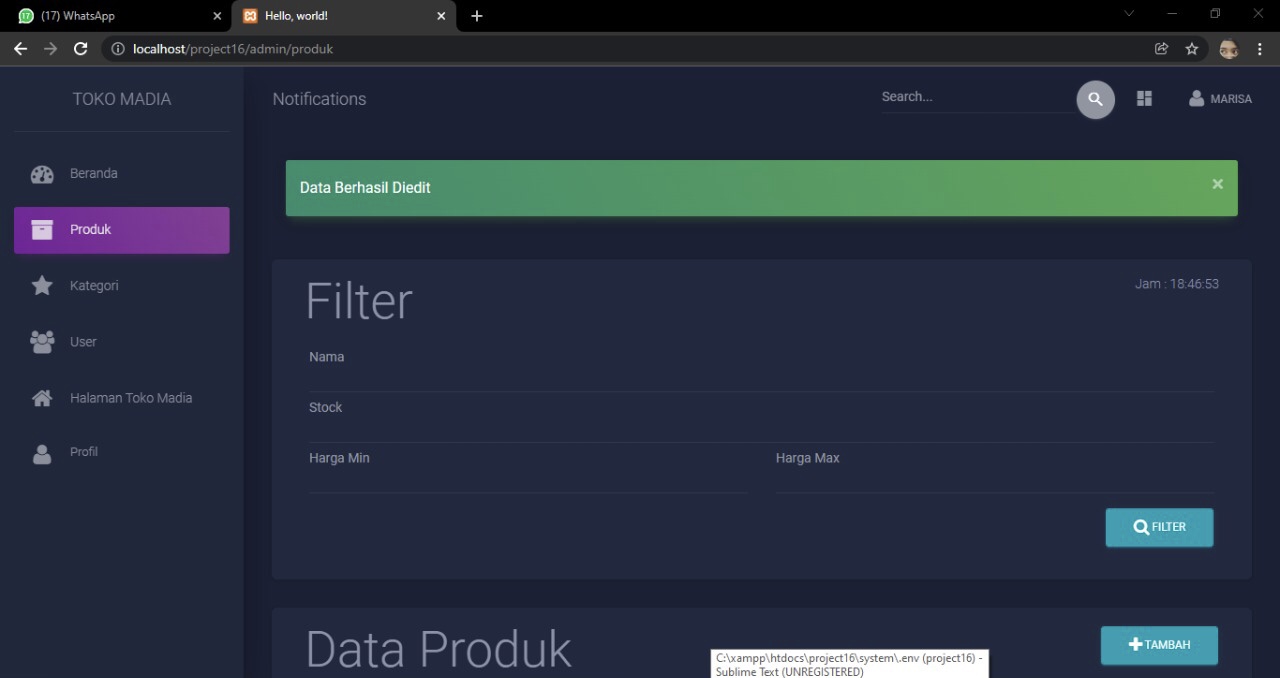 (17) WhatsApp
Hello, world!
localhost/project16/admin/produk
TOKO MADIA
Notifications
Search...
MARISA
Beranda
Produk
Kategori
User
Halaman Toko Madia
Profil
Data Berhasil Diedit
Filter
Jam : 18:46:53
Nama
Stock
Harga Min
Harga Max
FILTER
Data Produk
TAMBAH
C:\xampp\htdocs\project16\system\.env (project16) -
Sublime Text (UNREGISTERED)